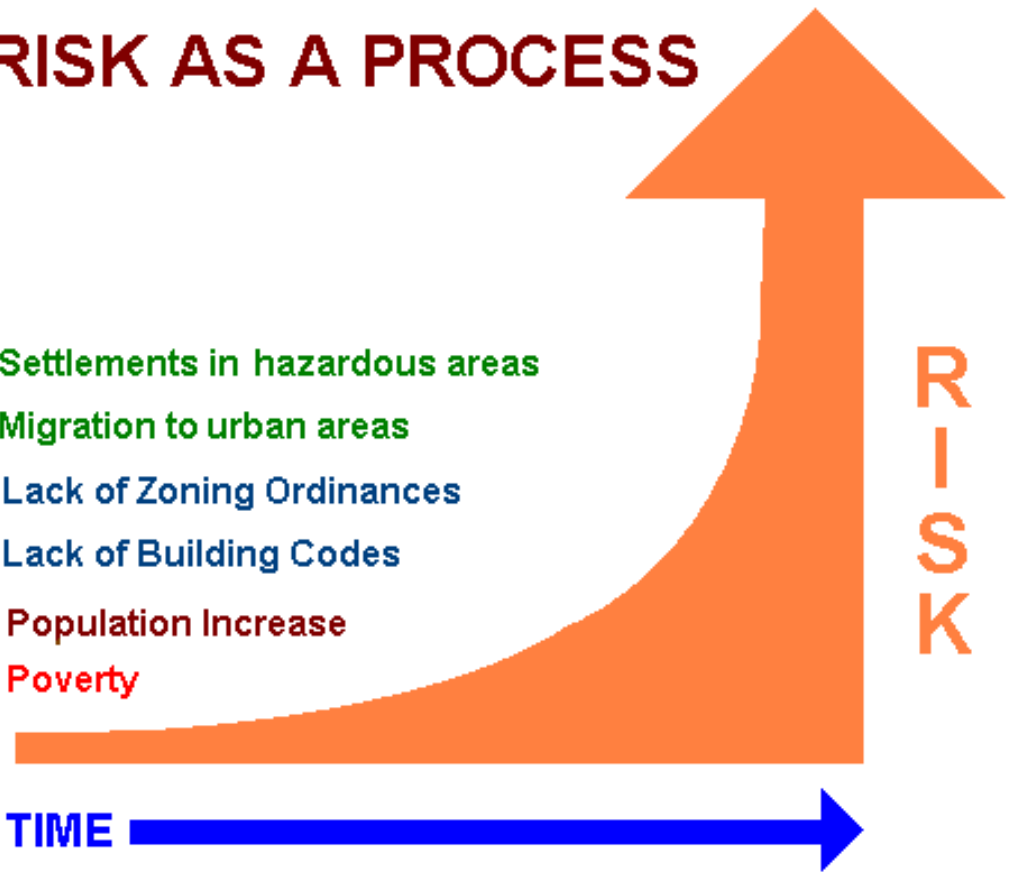 RISK AS A PROCESS
Settlements in hazardous areas
Migration to urban areas
Lack of Zoning Ordinances
Lack of Building Codes
Population Increase
Poverty
RISK
TIME